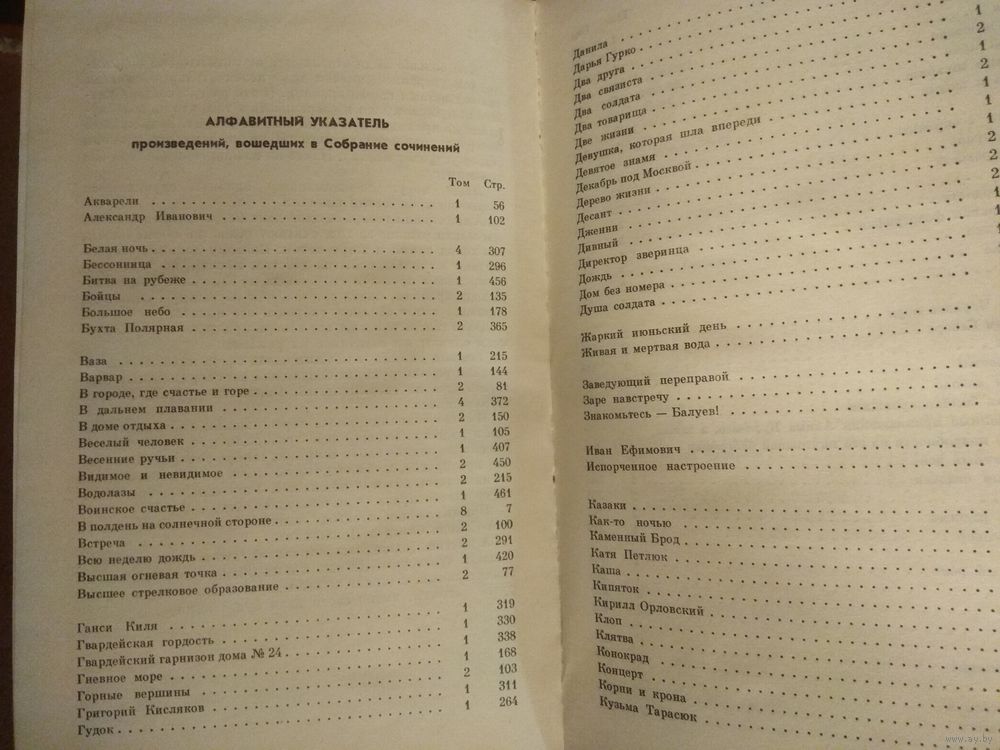 АЛФАВИТНЫЙ УКАЗАТЕЛЬ
произведений, вошедших в Собрание сочинений
Том Стр.
Акварели 1 56
Александр Иванович 1 102
Белая ночь 4 307
Бессонница 1 296
Битва на рубеже 1 456
Бойцы 2 135
Большое небо 1 178
Бухта Полярная 2 365
Ваза 1 215
Варвар 1 144
В городе, где счастье и горе 2 81
В дальнем плавании 4 372
В доме отдыха 2 150
Веселый человек 1 105
Весенние ручьи 1 407
Видимое и невидимое 2 450
Водолазы 2 215
Воинское счастье 1 461
В полдень на солнечной стороне 8 7
Встреча 2 100
Всю неделю дождь 2 291
Высшая огневая точка 1 420
Высшее стрелковое образование 2 77
Ганси Киля 1 319
Гвардейская гордость 1 330
Гвардейский гарнизон дома № 24 1 338
Гневное море 1 168
Горные вершины 2 103
Григорий Кисляков 1 311
Гудок 1 264
Данила
Дарья Гурко
Два друга
Два связиста
Два солдата
Два товарища
Две жизни
Девушка, которая шла впереди
Девятое знамя
Декабрь под Москвой
Дерево жизни
Десант
Дженни
Дивный
Директор зверинца
Дождь
Дом без номера
Душа солдата
Жаркий июньский день
Живая и мертвая вода
Заведующий переправой
Заре навстречу
Знакомьтесь — Балуев!
Иван Ефимович
Испорченное настроение
Казаки
Как-то ночью
Каменный Брод
Катя Петлюк
Каша
Кипяток
Кирилл Орловский
Клоп
Клятва
Конокрад
Концерт
Корни и крона
Кузьма Тарасюк
www.ay.by